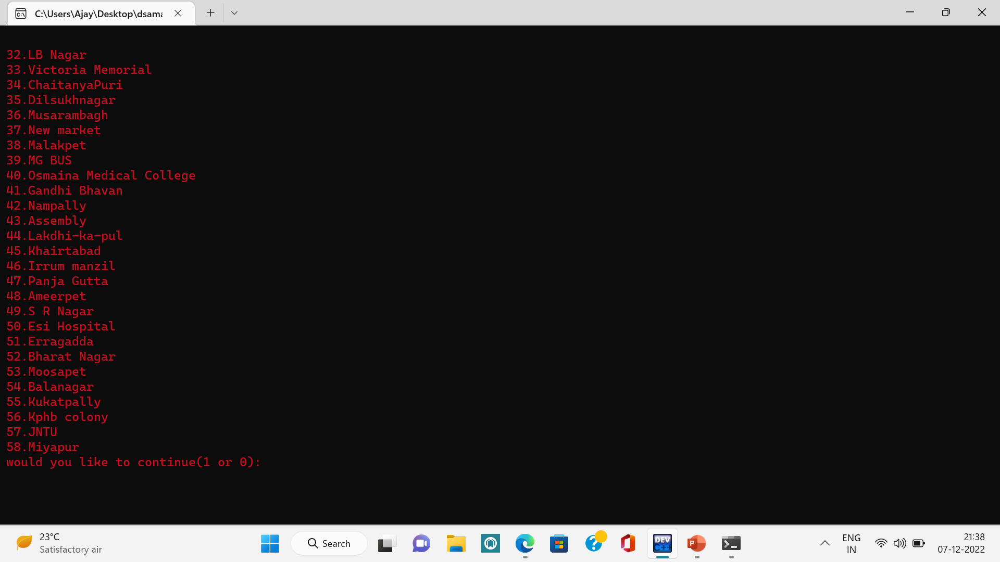 C:\Users\Ajay\Desktop\dsama
32.LB Nagar
33.Victoria Memorial
34.ChaitanyaPuri
35.Dilsukhnagar
36.Musarambagh
37.New market
38.Malakpet
39.MG BUS
40.Osmaina Medical College
41.Gandhi Bhavan
42.Nampally
43.Assembly
44.Lakdhi-ka-pul
45.Khairtabad
46.Irrum manzil
47.Panja Gutta
48.Ameerpet
49.S R Nagar
50.Esi Hospital
51.Erragadda
52.Bharat Nagar
53.Moosapet
54.Balanagar
55.Kukatpally
56.Kphb colony
57.JNTU
58.Miyapur
would you like to continue(1 or 0):
23°C
Satisfactory air
Search
DEV
C++
P
ENG
IN
21:38
07-12-2022